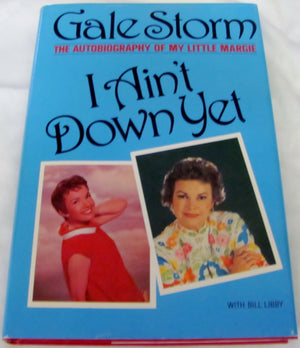 Gale Storm
THE AUTOBIOGRAPHY OF MY LITTLE MARGIE
I Ain't
Down Yet
WITH BILL LIBBY